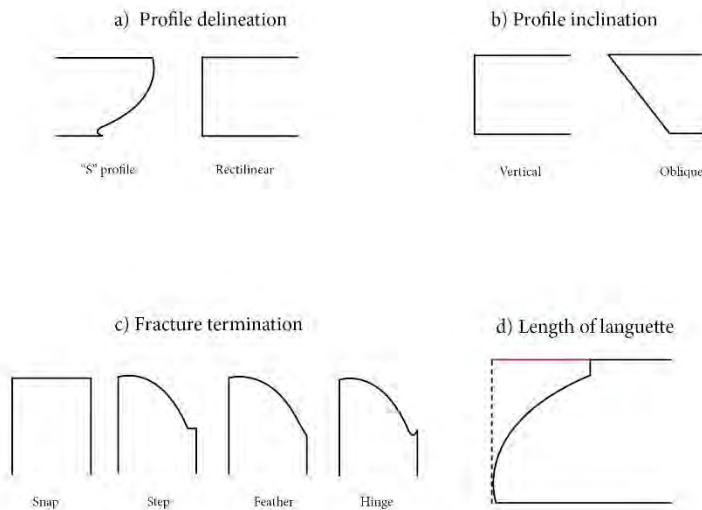 a) Profile delineation
b) Profile inclination
"S" profile
Rectilinear
Vertical
Oblique
c) Fracture termination
d) Length of languette
Snap
Step
Feather
Hinge